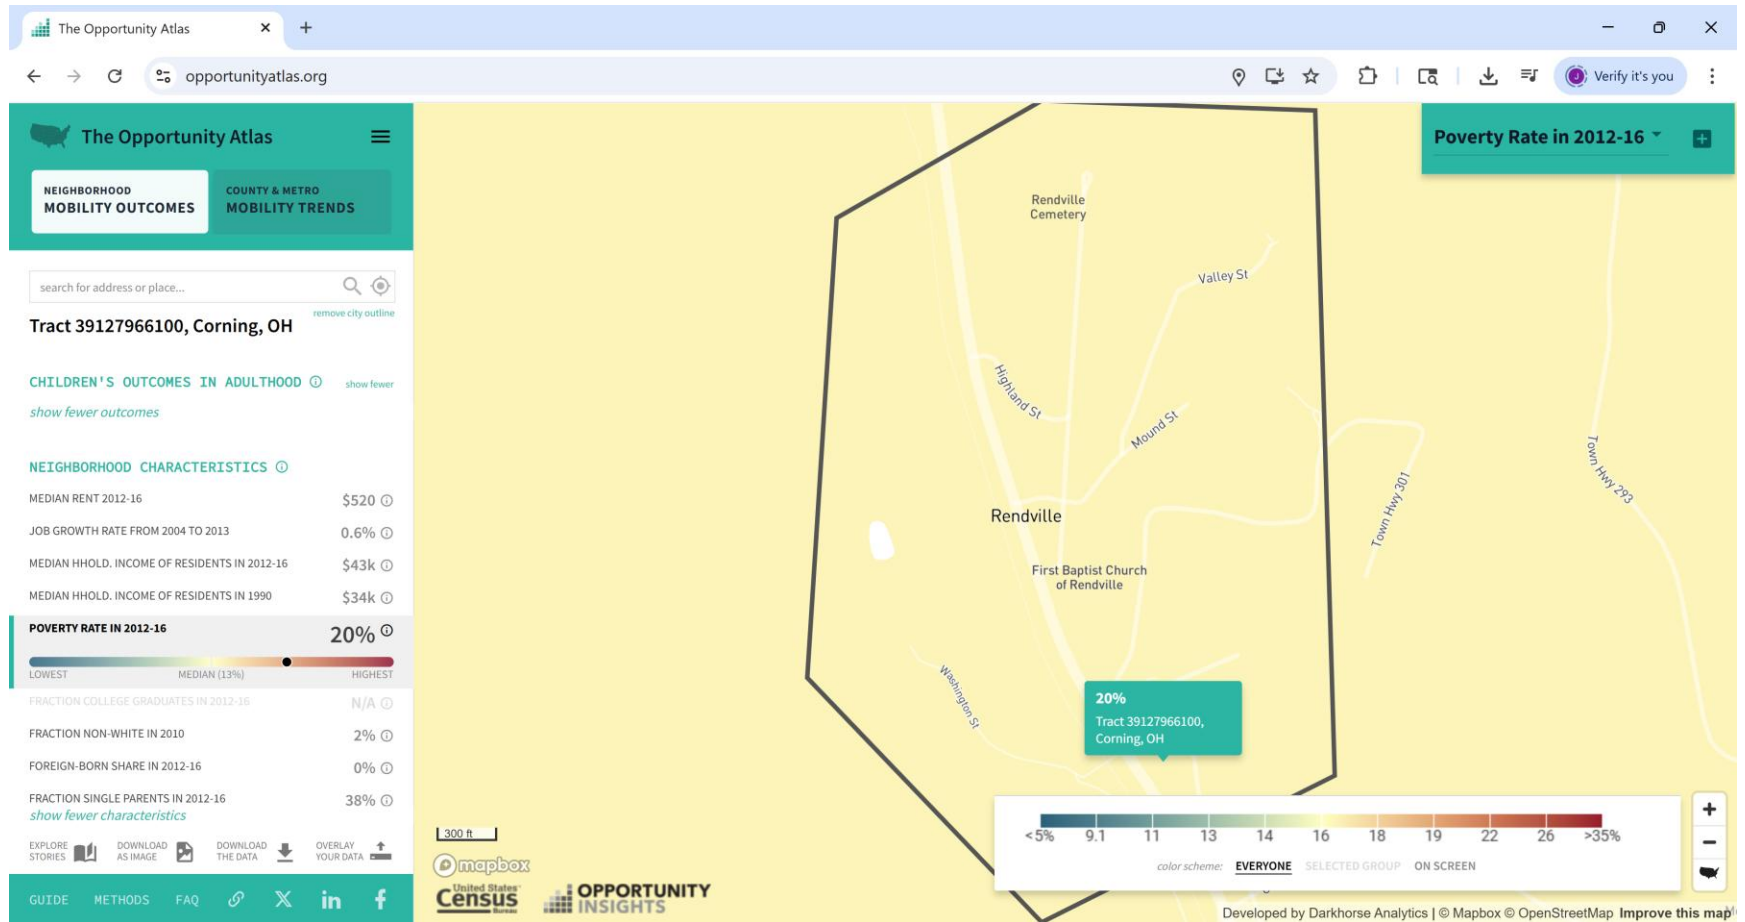 The Opportunity Atlas
opportunityatlas.org
Verify it's you
The Opportunity Atlas
NEIGHBORHOOD
MOBILITY OUTCOMES
COUNTY & METRO
MOBILITY TRENDS
search for address or place...
remove city outline
Tract 39127966100, Corning, OH
CHILDREN'S OUTCOMES IN ADULTHOOD
show fewer
show fewer outcomes
NEIGHBORHOOD CHARACTERISTICS
MEDIAN RENT 2012-16 $520
JOB GROWTH RATE FROM 2004 TO 2013 0.6%
MEDIAN HHOLD. INCOME OF RESIDENTS IN 2012-16 $43k
MEDIAN HHOLD. INCOME OF RESIDENTS IN 1990 $34k
POVERTY RATE IN 2012-16 20%
LOWEST MEDIAN (13%) HIGHEST
FRACTION COLLEGE GRADUATES IN 2012-16 N/A
FRACTION NON-WHITE IN 2010 2%
FOREIGN-BORN SHARE IN 2012-16 0%
FRACTION SINGLE PARENTS IN 2012-16 38%
show fewer characteristics
EXPLORE
STORIES
DOWNLOAD
AS IMAGE
DOWNLOAD
THE DATA
OVERLAY
YOUR DATA
GUIDE METHODS FAQ
Poverty Rate in 2012-16
Rendville
Cemetery
Valley St
Highland St
Mound St
Town Hwy 301
Town Hwy 293
Rendville
First Baptist Church
of Rendville
Washington St
20%
Tract 39127966100,
Corning, OH
<5% 9.1 11 13 14 16 18 19 22 26 >35%
color scheme: EVERYONE SELECTED GROUP ON SCREEN
300 ft
mapbox
United States
Census
Bureau
OPPORTUNITY
INSIGHTS
Developed by Darkhorse Analytics | © Mapbox © OpenStreetMap Improve this map